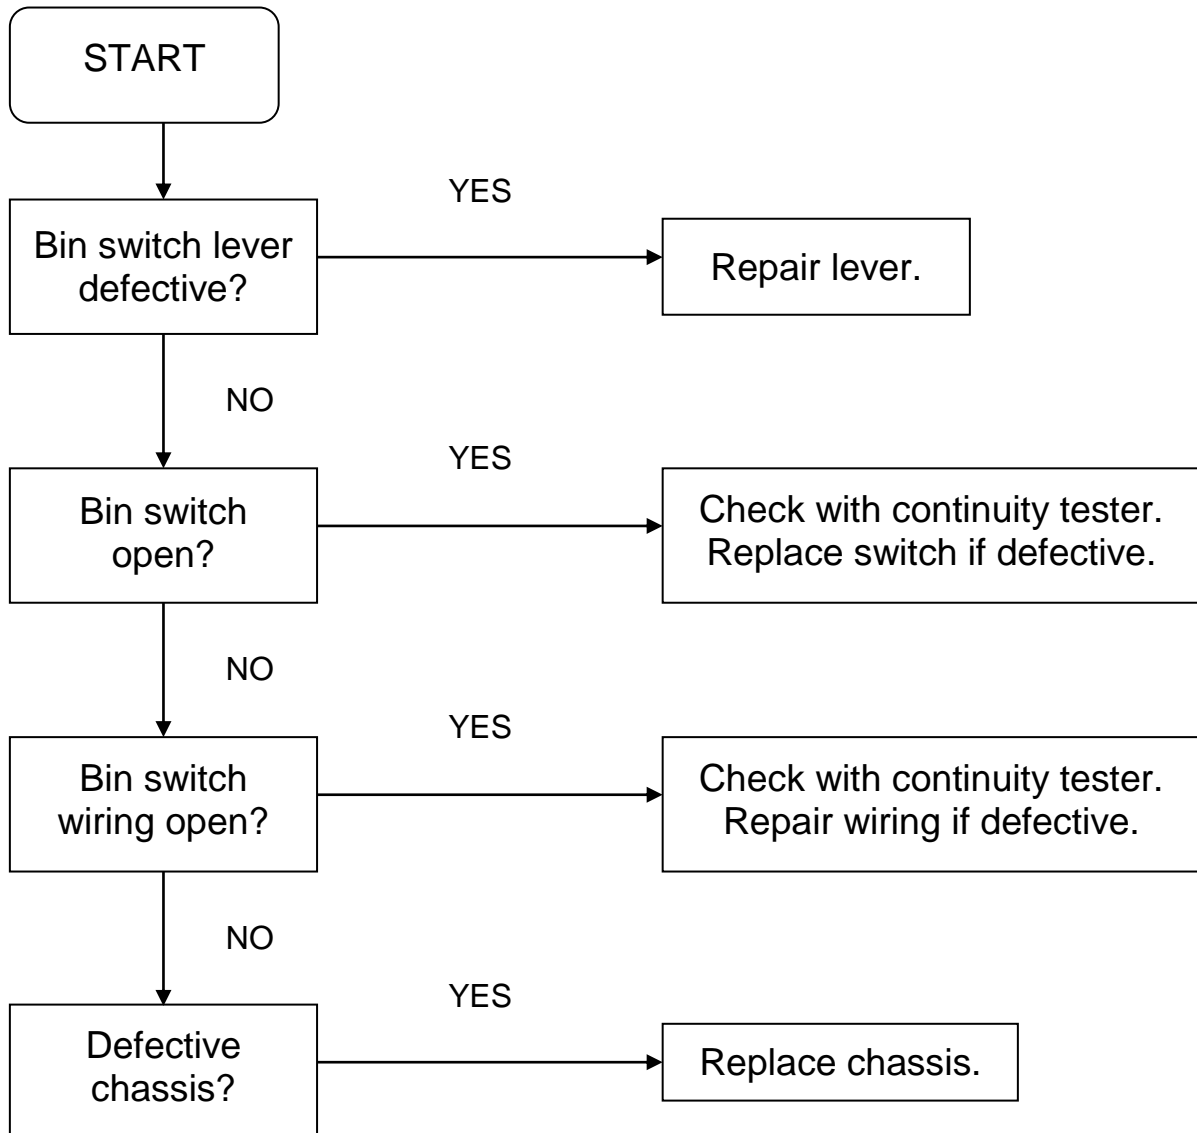 START
YES
Bin switch lever
defective?
Repair lever.
NO
YES
Bin switch
open?
Check with continuity tester.
Replace switch if defective.
NO
YES
Bin switch
wiring open?
Check with continuity tester.
Repair wiring if defective.
NO
YES
Defective
chassis?
Replace chassis.